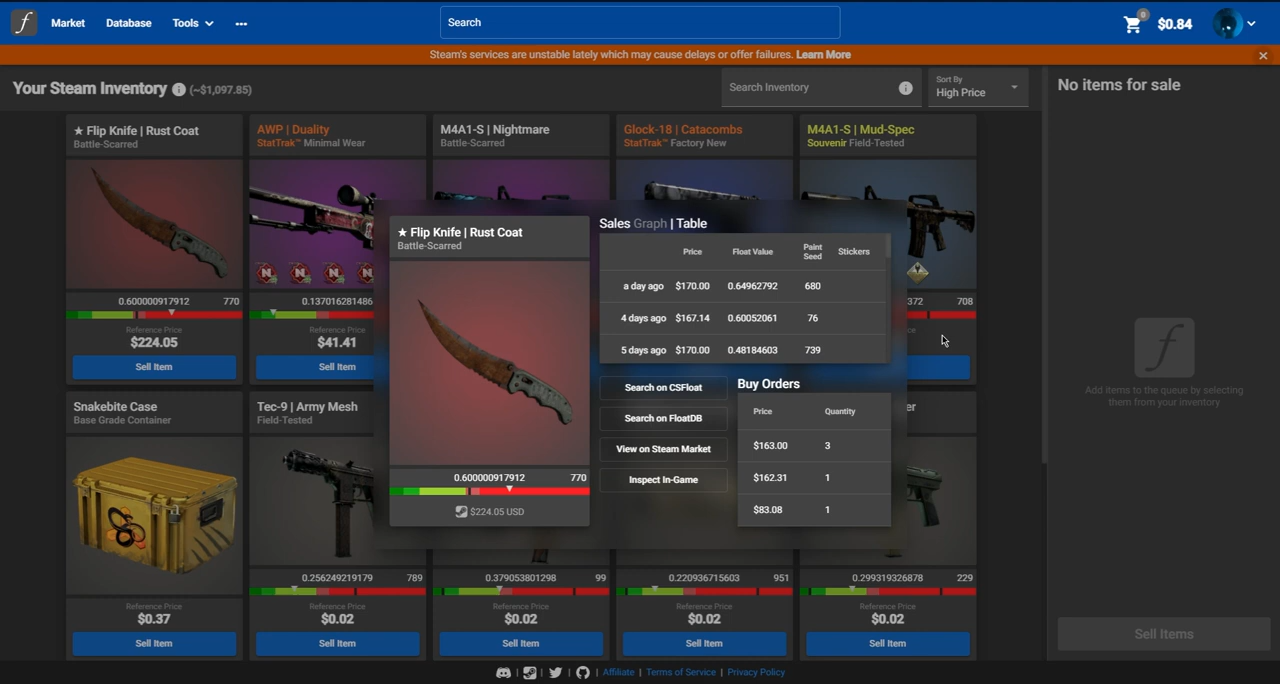 f Market Database Tools ••• Search 0 $0.84
Steam's services are unstable lately which may cause delays or offer failures. Learn More
Your Steam Inventory (~$1,097.85)
Search Inventory
Sort By
High Price
No items for sale
★ Flip Knife | Rust Coat
Battle-Scarred
0.600000917912 770
Reference Price
$224.05
Sell Item
AWP | Duality
StatTrak™ Minimal Wear
0.137016281486
Reference Price
$41.41
Sell Item
M4A1-S | Nightmare
Battle-Scarred
Glock-18 | Catacombs
StatTrak™ Factory New
M4A1-S | Mud-Spec
Souvenir Field-Tested
372 708
★ Flip Knife | Rust Coat
Battle-Scarred
0.600000917912 770
$224.05 USD
Sales Graph | Table
Price Float Value Paint Seed Stickers
a day ago $170.00 0.64962792 680
4 days ago $167.14 0.60052061 76
5 days ago $170.00 0.48184603 739
Search on CSFloat
Search on FloatDB
View on Steam Market
Inspect In-Game
Buy Orders
Price Quantity
$163.00 3
$162.31 1
$83.08 1
f
Add items to the queue by selecting
them from your inventory
Snakebite Case
Base Grade Container
Reference Price
$0.37
Sell Item
Tec-9 | Army Mesh
Field-Tested
0.256249219179 789
Reference Price
$0.02
Sell Item
0.379053801298 99
Reference Price
$0.02
Sell Item
0.220936715603 951
Reference Price
$0.02
Sell Item
er
0.299319326878 229
Reference Price
$0.02
Sell Item
Sell Items
| | | | Affiliate | Terms of Service | Privacy Policy